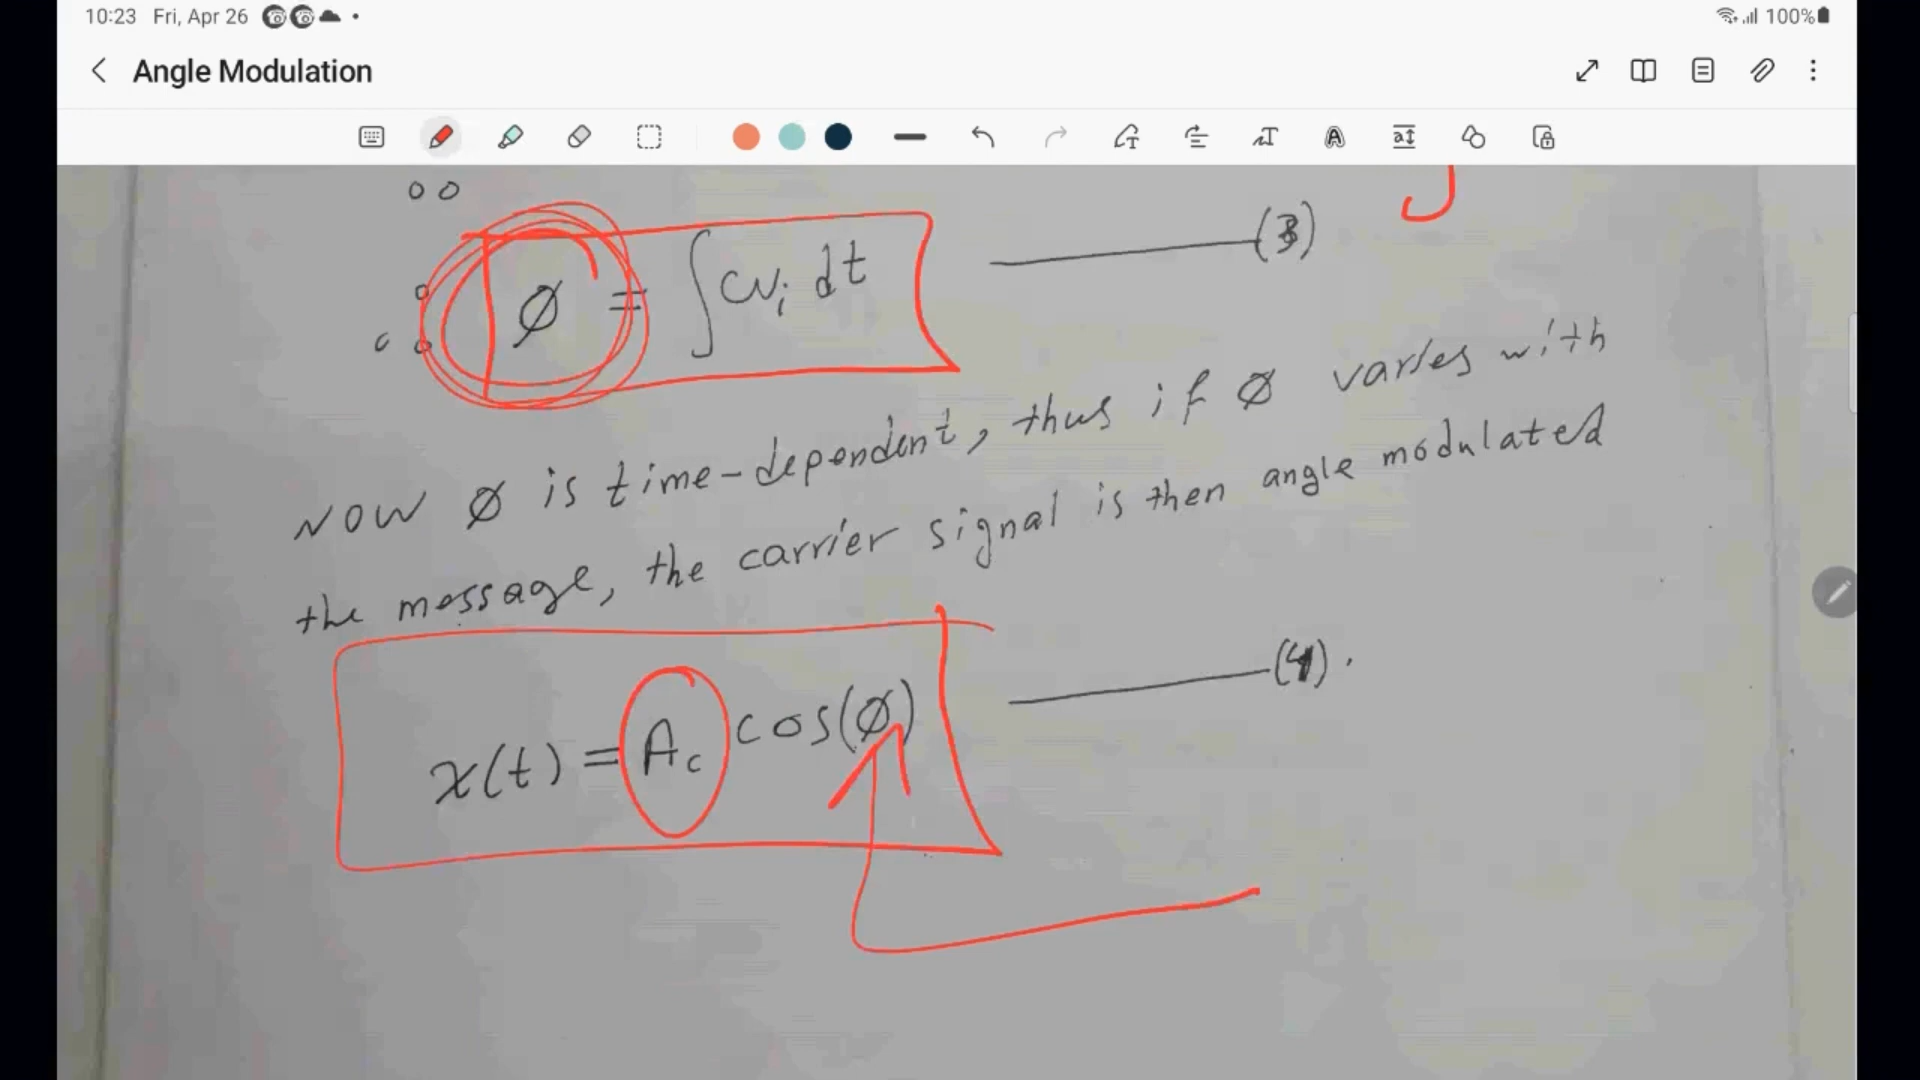 10:23 Fri, Apr 26
100%
Angle Modulation
∅ = ∫ωᵢ dt (3)
NOW ∅ is time-dependent, thus if ∅ varies with
the message, the carrier signal is then angle modulated
x(t) = A꜀ cos(∅) (4).